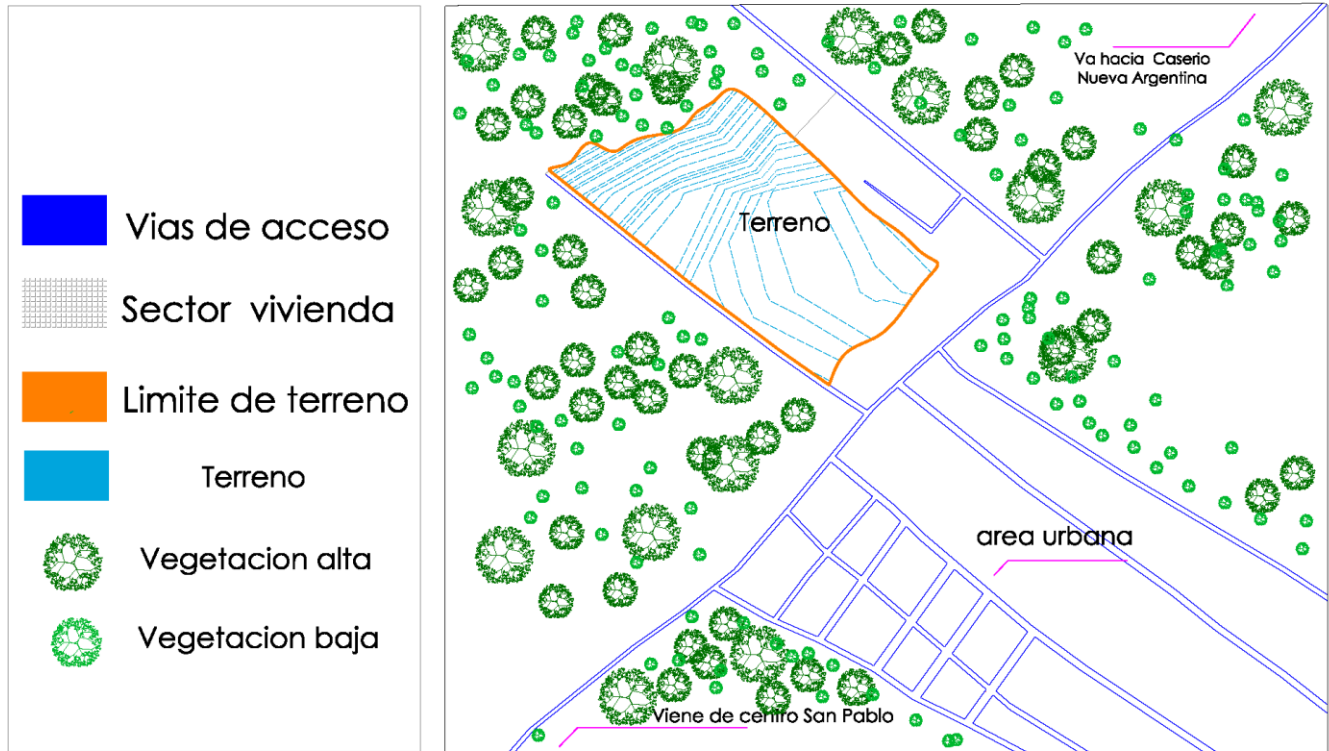 Vias de acceso
Sector vivienda
Limite de terreno
Terreno
Vegetacion alta
Vegetacion baja
Va hacia Caserio
Nueva Argentina
Terreno
area urbana
Viene de centro San Pablo